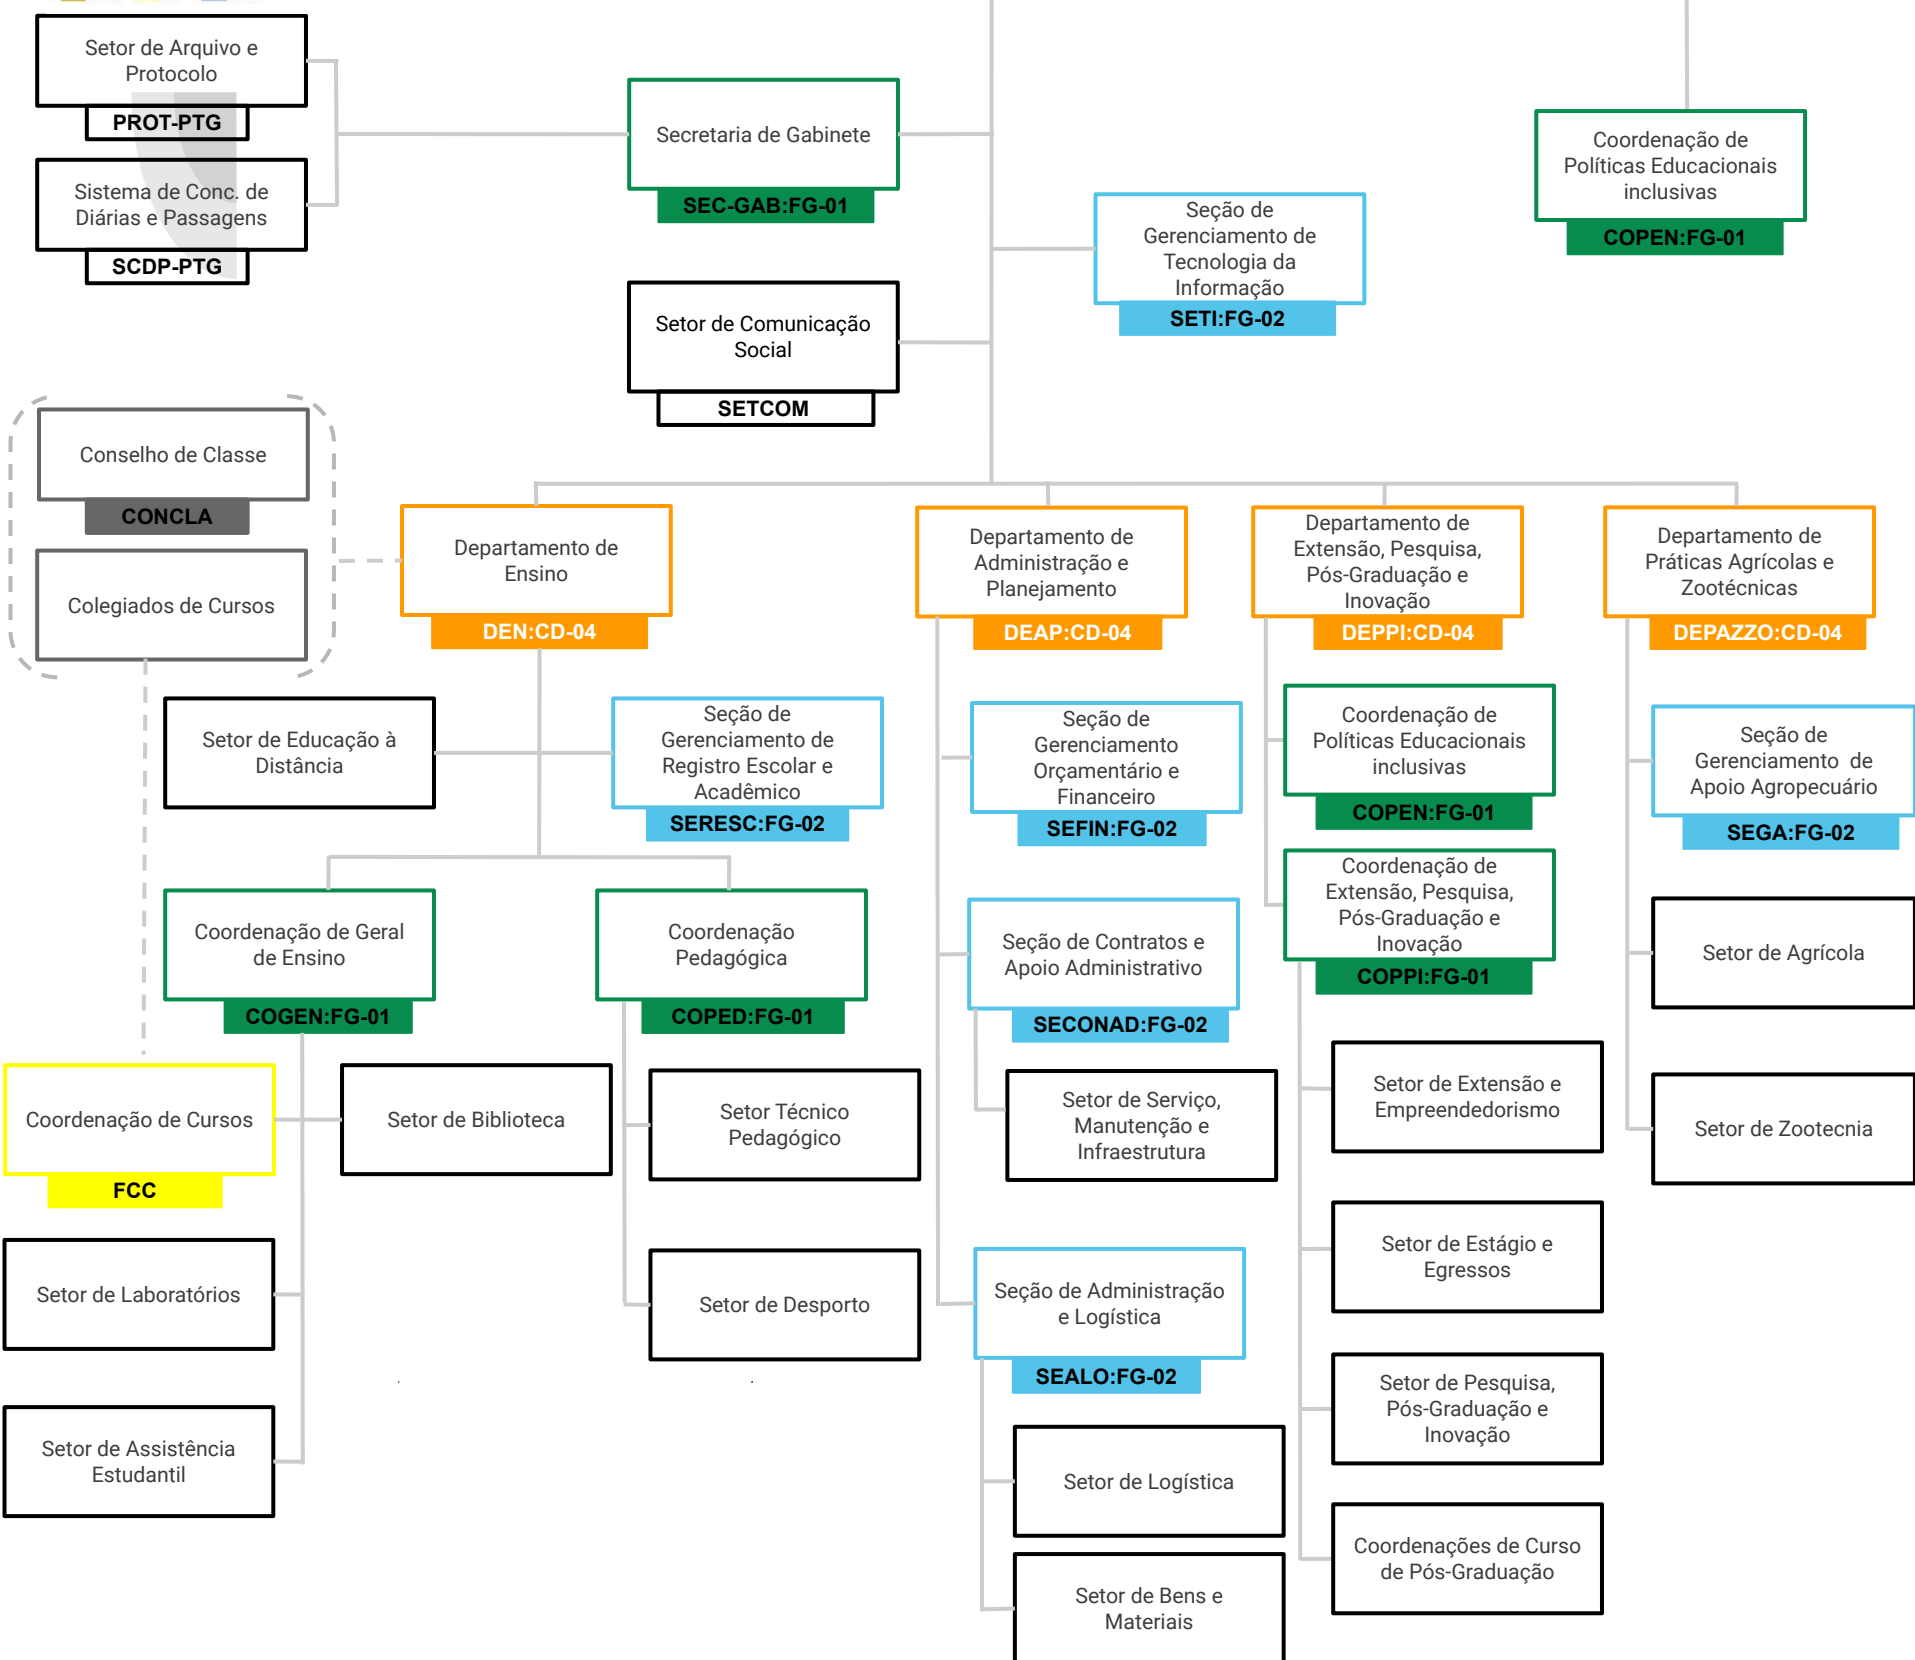 Setor de Arquivo e
Protocolo
PROT-PTG
Sistema de Conc. de
Diárias e Passagens
SCDP-PTG
Secretaria de Gabinete
SEC-GAB:FG-01
Setor de Comunicação
Social
SETCOM
Seção de
Gerenciamento de
Tecnologia da
Informação
SETI:FG-02
Coordenação de
Políticas Educacionais
inclusivas
COPEN:FG-01
Conselho de Classe
CONCLA
Colegiados de Cursos
Departamento de
Ensino
DEN:CD-04
Departamento de
Administração e
Planejamento
DEAP:CD-04
Departamento de
Extensão, Pesquisa,
Pós-Graduação e
Inovação
DEPPI:CD-04
Departamento de
Práticas Agrícolas e
Zootécnicas
DEPAZZO:CD-04
Setor de Educação à
Distância
Seção de
Gerenciamento de
Registro Escolar e
Acadêmico
SERESC:FG-02
Coordenação de Geral
de Ensino
COGEN:FG-01
Coordenação
Pedagógica
COPED:FG-01
Coordenação de Cursos
FCC
Setor de Biblioteca
Setor de Laboratórios
Setor de Assistência
Estudantil
Setor Técnico
Pedagógico
Setor de Desporto
Seção de
Gerenciamento
Orçamentário e
Financeiro
SEFIN:FG-02
Seção de Contratos e
Apoio Administrativo
SECONAD:FG-02
Setor de Serviço,
Manutenção e
Infraestrutura
Seção de Administração
e Logística
SEALO:FG-02
Setor de Logística
Setor de Bens e
Materiais
Coordenação de
Políticas Educacionais
inclusivas
COPEN:FG-01
Coordenação de
Extensão, Pesquisa,
Pós-Graduação e
Inovação
COPPI:FG-01
Setor de Extensão e
Empreendedorismo
Setor de Estágio e
Egressos
Setor de Pesquisa,
Pós-Graduação e
Inovação
Coordenações de Curso
de Pós-Graduação
Seção de
Gerenciamento  de
Apoio Agropecuário
SEGA:FG-02
Setor de Agrícola
Setor de Zootecnia